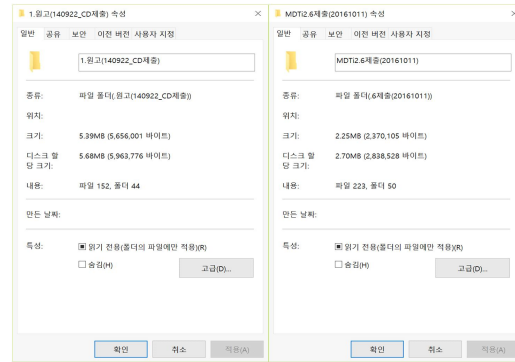 1.원고(140922_CD제출) 속성
일반 공유 보안 이전 버전 사용자 지정
1.원고(140922_CD제출)
종류: 파일 폴더(.원고(140922_CD제출))
위치:
크기: 5.39MB (5,656,001 바이트)
디스크 할
당 크기: 5.68MB (5,963,776 바이트)
내용: 파일 152, 폴더 44
만든 날짜:
특성: 읽기 전용(폴더의 파일에만 적용)(R)
숨김(H)
고급(D)...
확인 취소 적용(A)
MDTi2.6제출(20161011) 속성
일반 공유 보안 이전 버전 사용자 지정
MDTi2.6제출(20161011)
종류: 파일 폴더(.6제출(20161011))
위치:
크기: 2.25MB (2,370,105 바이트)
디스크 할
당 크기: 2.70MB (2,838,528 바이트)
내용: 파일 223, 폴더 50
만든 날짜:
특성: 읽기 전용(폴더의 파일에만 적용)(R)
숨김(H)
고급(D)...
확인 취소 적용(A)